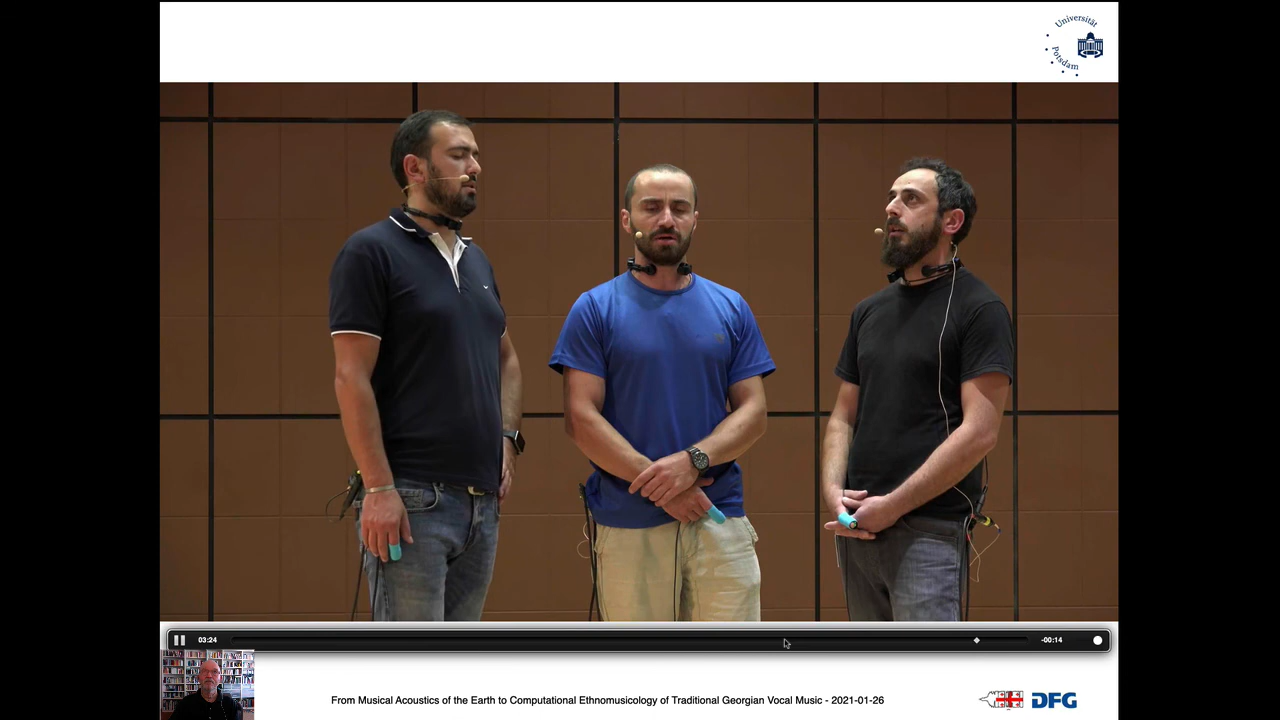 Universität
Potsdam
03:24
-00:14
From Musical Acoustics of the Earth to Computational Ethnomusicology of Traditional Georgian Vocal Music - 2021-01-26
DFG